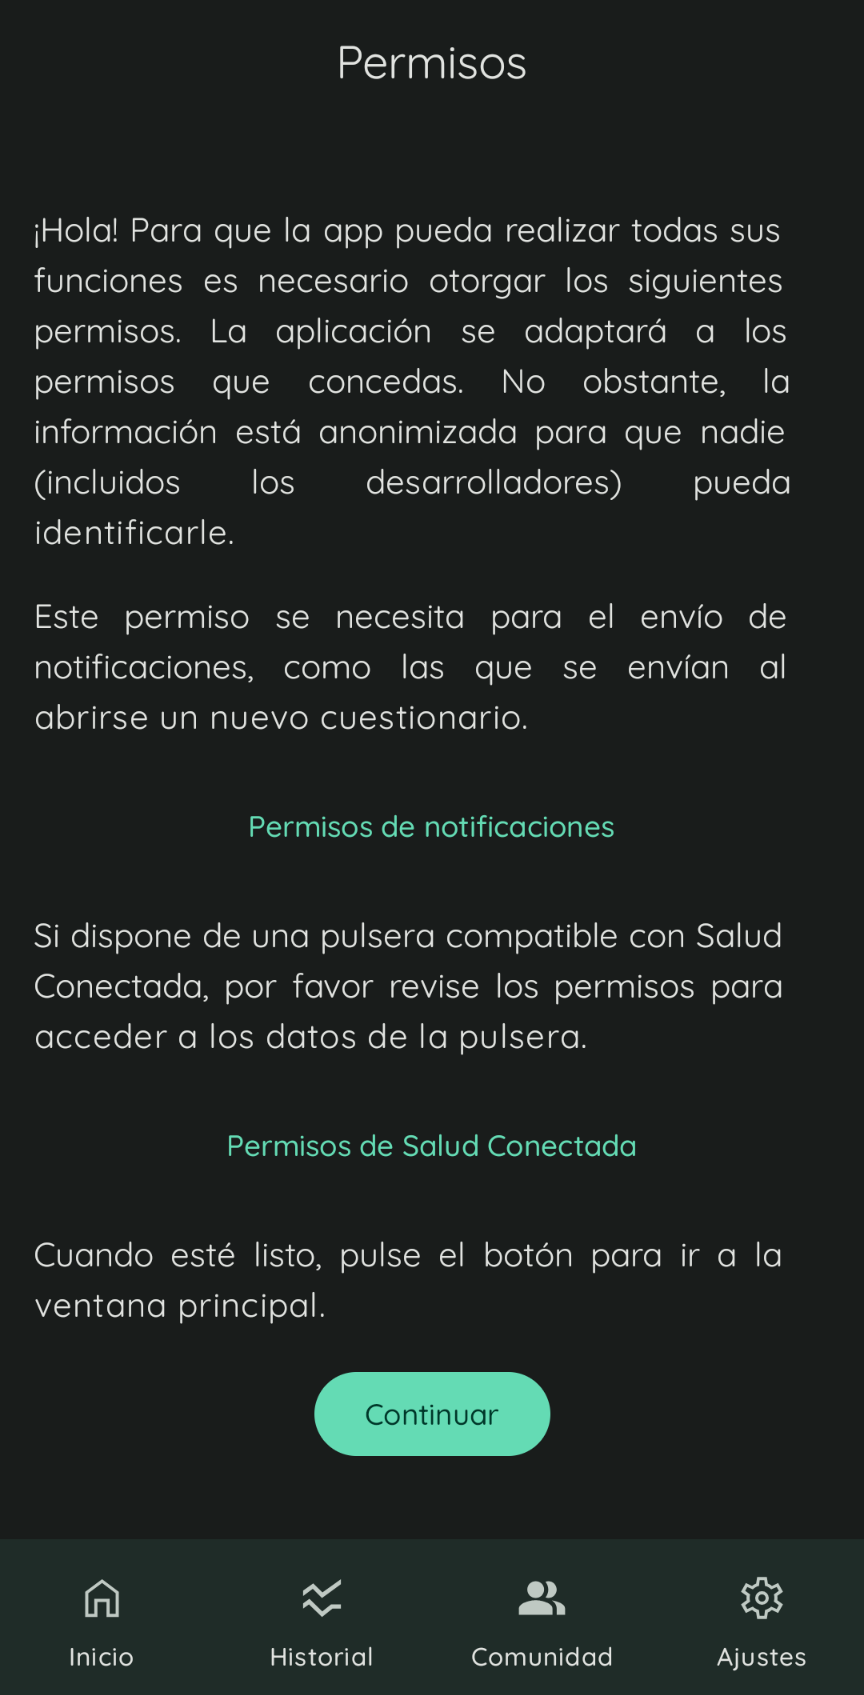 Permisos
¡Hola! Para que la app pueda realizar todas sus
funciones es necesario otorgar los siguientes
permisos. La aplicación se adaptará a los
permisos que concedas. No obstante, la
información está anonimizada para que nadie
(incluidos los desarrolladores) pueda
identificarle.
Este permiso se necesita para el envío de
notificaciones, como las que se envían al
abrirse un nuevo cuestionario.
Permisos de notificaciones
Si dispone de una pulsera compatible con Salud
Conectada, por favor revise los permisos para
acceder a los datos de la pulsera.
Permisos de Salud Conectada
Cuando esté listo, pulse el botón para ir a la
ventana principal.
Continuar
Inicio
Historial
Comunidad
Ajustes